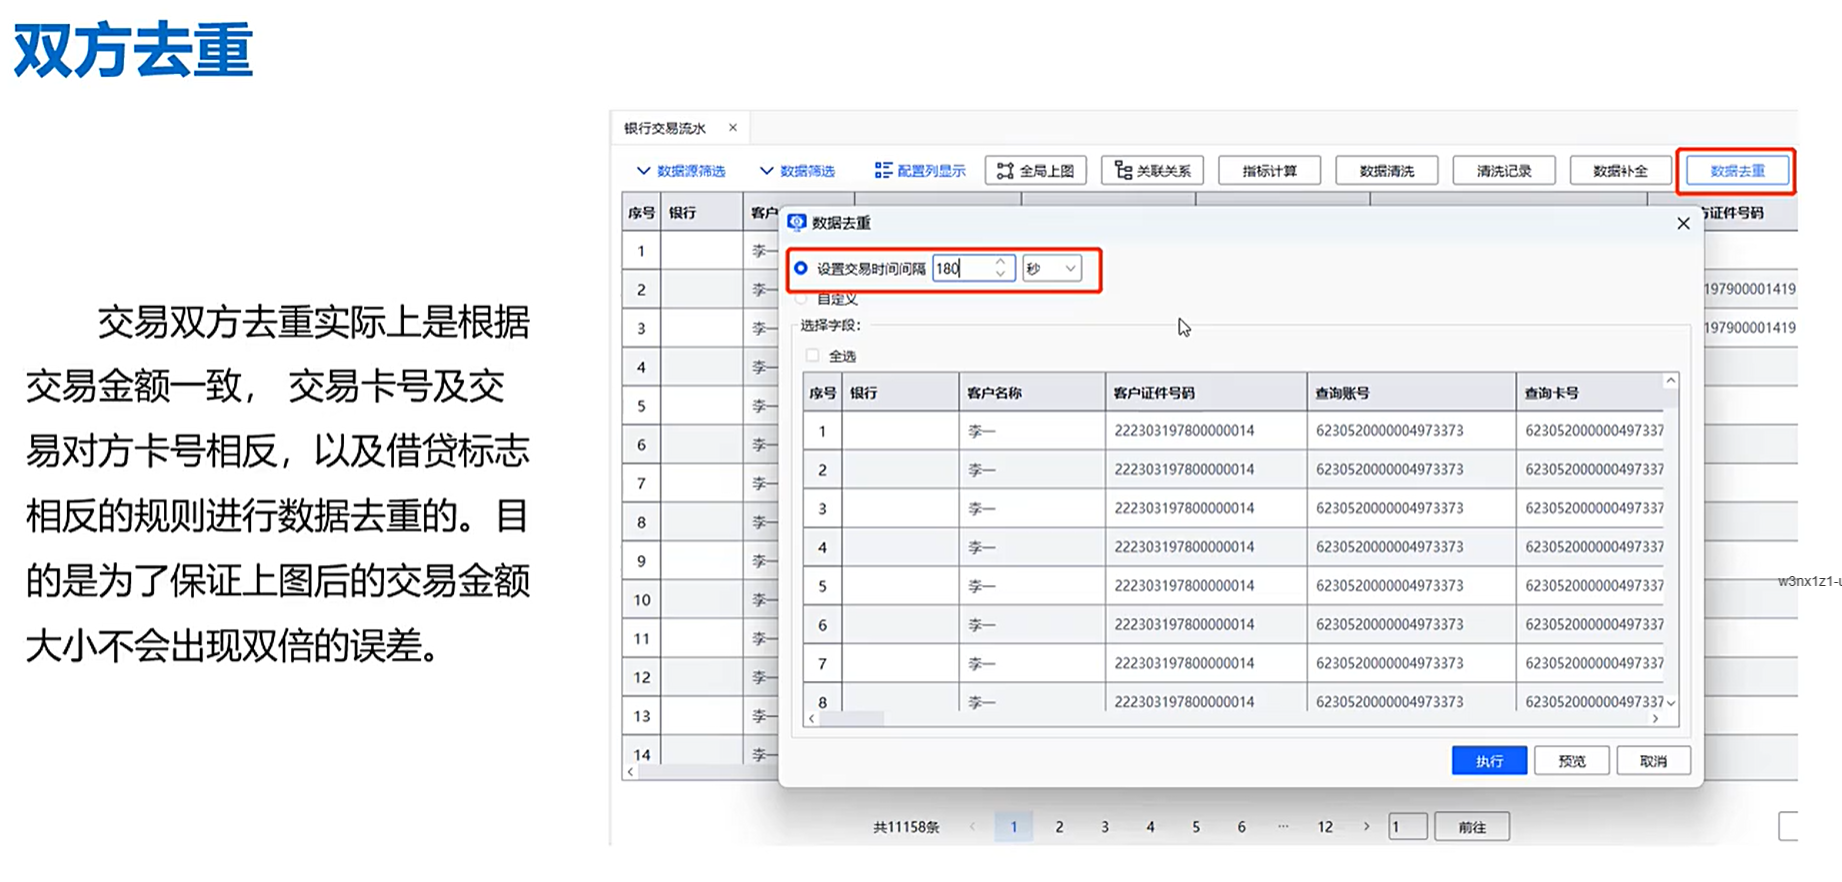 双方去重
交易双方去重实际上是根据
交易金额一致， 交易卡号及交
易对方卡号相反，以及借贷标志
相反的规则进行数据去重的。目
的是为了保证上图后的交易金额
大小不会出现双倍的误差。
银行交易流水 ×
数据源筛选 数据筛选 配置列显示 全局上图 关联关系 指标计算 数据清洗 清洗记录 数据补全 数据去重
序号 银行 客户 证件号码
1 李一
2 李一 197900001419
3 李一 197900001419
4 李一
5 李一
6 李一
7 李一
8 李一
9 李一
10 李一
11 李一
12 李一
13 李一
14 李一
数据去重
设置交易时间间隔 180 秒
自定义
选择字段：
全选
序号 银行 客户名称 客户证件号码 查询账号 查询卡号
1 李一 222303197800000014 6230520000004973373 623052000000497337
2 李一 222303197800000014 6230520000004973373 623052000000497337
3 李一 222303197800000014 6230520000004973373 623052000000497337
4 李一 222303197800000014 6230520000004973373 623052000000497337
5 李一 222303197800000014 6230520000004973373 623052000000497337
6 李一 222303197800000014 6230520000004973373 623052000000497337
7 李一 222303197800000014 6230520000004973373 623052000000497337
8 李一 222303197800000014 6230520000004973373 623052000000497337
执行 预览 取消
共11158条 1 2 3 4 5 6 ··· 12 1 前往
w3nx1z1-